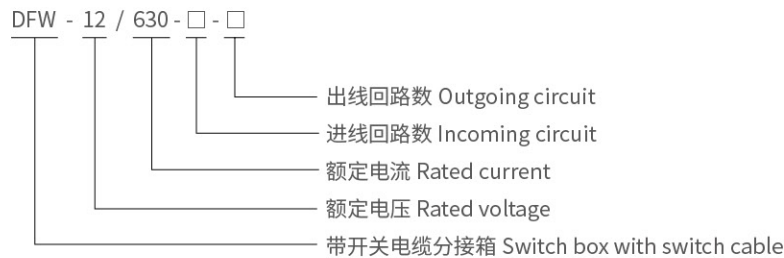 DFW - 12 / 630 - □ - □
出线回路数 Outgoing circuit
进线回路数 Incoming circuit
额定电流 Rated current
额定电压 Rated voltage
带开关电缆分接箱 Switch box with switch cable